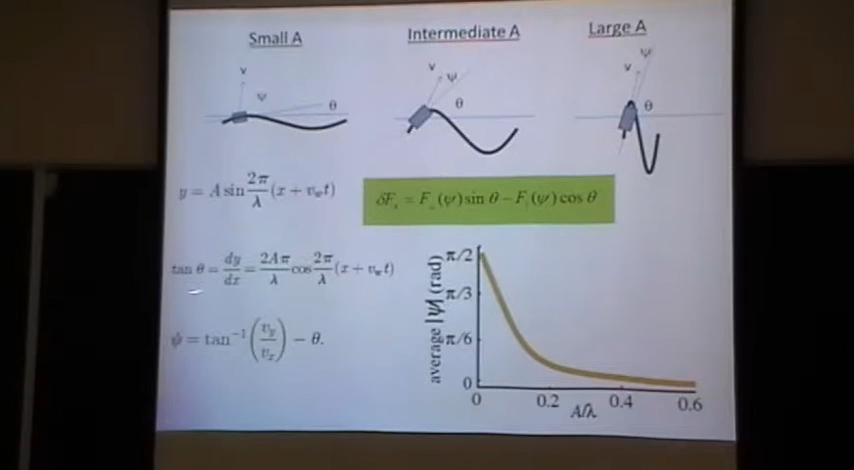 Small A
Intermediate A
Large A
v
ψ
θ
v
ψ
θ
ψ
v
θ
y = A sin 2π/λ (x + v_w t)
δF_x = F_⊥(ψ) sin θ − F_∥(ψ) cos θ
tan θ = dy/dx = 2Aπ/λ cos 2π/λ (x + v_w t)
ψ = tan⁻¹(v_y/v_x) − θ.
average |ψ| (rad)
π/2
π/3
π/6
0
0 0.2 0.4 0.6
A/λ